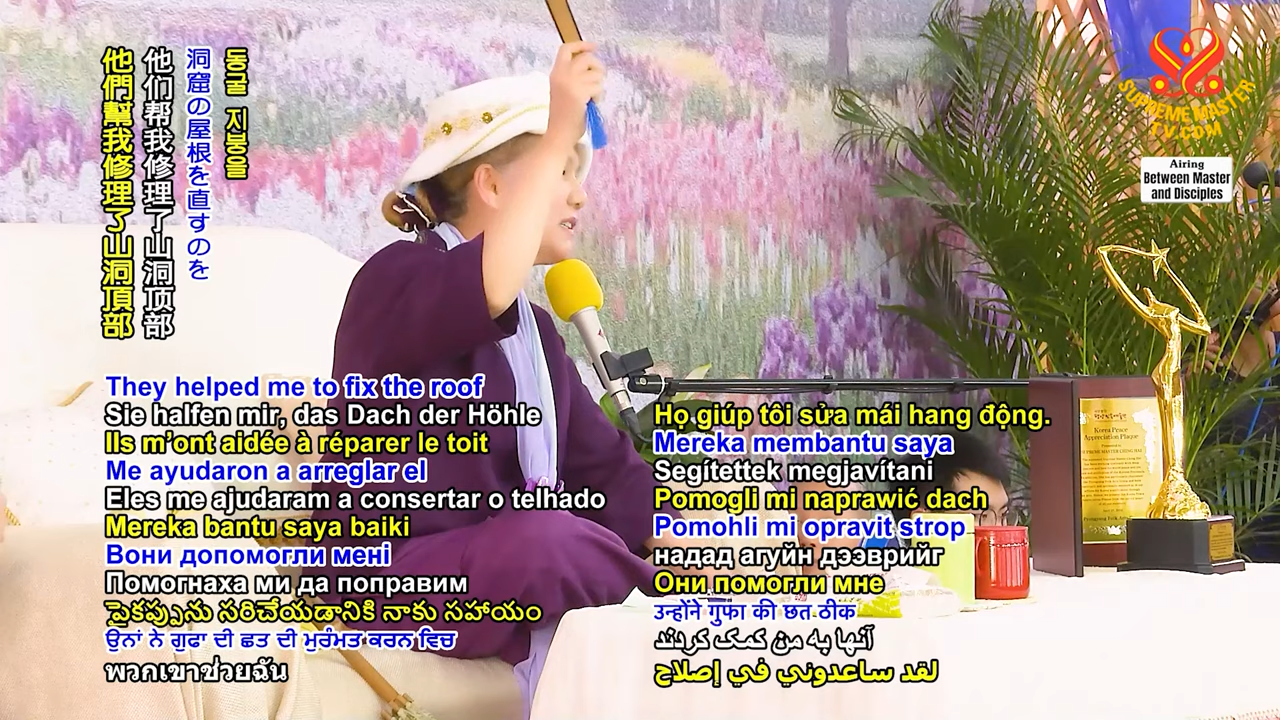 동굴 지붕을
洞窟の屋根を直すのを
他们帮我修理了山洞顶部
他們幫我修理了山洞頂部
SUPREME MASTER
TV.COM
Airing
Between Master
and Disciples
They helped me to fix the roof
Sie halfen mir, das Dach der Höhle
Ils m’ont aidée à réparer le toit
Me ayudaron a arreglar el
Eles me ajudaram a consertar o telhado
Mereka bantu saya baiki
Вони допомогли мені
Помогнаха ми да поправим
పైకప్పును సరిచేయడానికి నాకు సహాయం
ਉਨਾਂ ਨੇ ਗੁਫਾ ਦੀ ਛਤ ਦੀ ਮੁਰੰਮਤ ਕਰਨ ਵਿਚ
พวกเขาช่วยฉัน
Họ giúp tôi sửa mái hang động.
Mereka membantu saya
Segítettek megjavítani
Pomogli mi naprawić dach
Pomohli mi opravit strop
надад агуйн дээврийг
Они помогли мне
उन्होंने गुफा की छत ठीक
آنها به من کمک کردند
لقد ساعدوني في إصلاح
Korea Peace
Appreciation Plaque